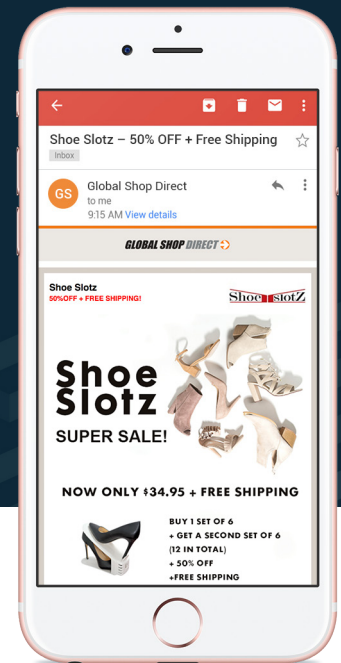 Shoe Slotz – 50% OFF + Free Shipping
Inbox
GS
Global Shop Direct
to me
9:15 AM View details
GLOBAL SHOP DIRECT
Shoe Slotz
50%OFF + FREE SHIPPING!
Shoe slotZ
Shoe
Slotz
SUPER SALE!
NOW ONLY $34.95 + FREE SHIPPING
BUY 1 SET OF 6
+ GET A SECOND SET OF 6
(12 IN TOTAL)
+ 50% OFF
+FREE SHIPPING